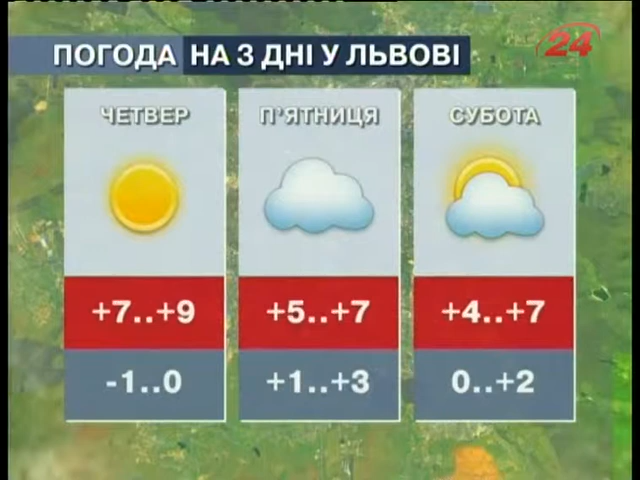 ПОГОДА НА 3 ДНІ У ЛЬВОВІ
24
ЧЕТВЕР П'ЯТНИЦЯ СУБОТА
+7..+9 +5..+7 +4..+7
-1..0 +1..+3 0..+2